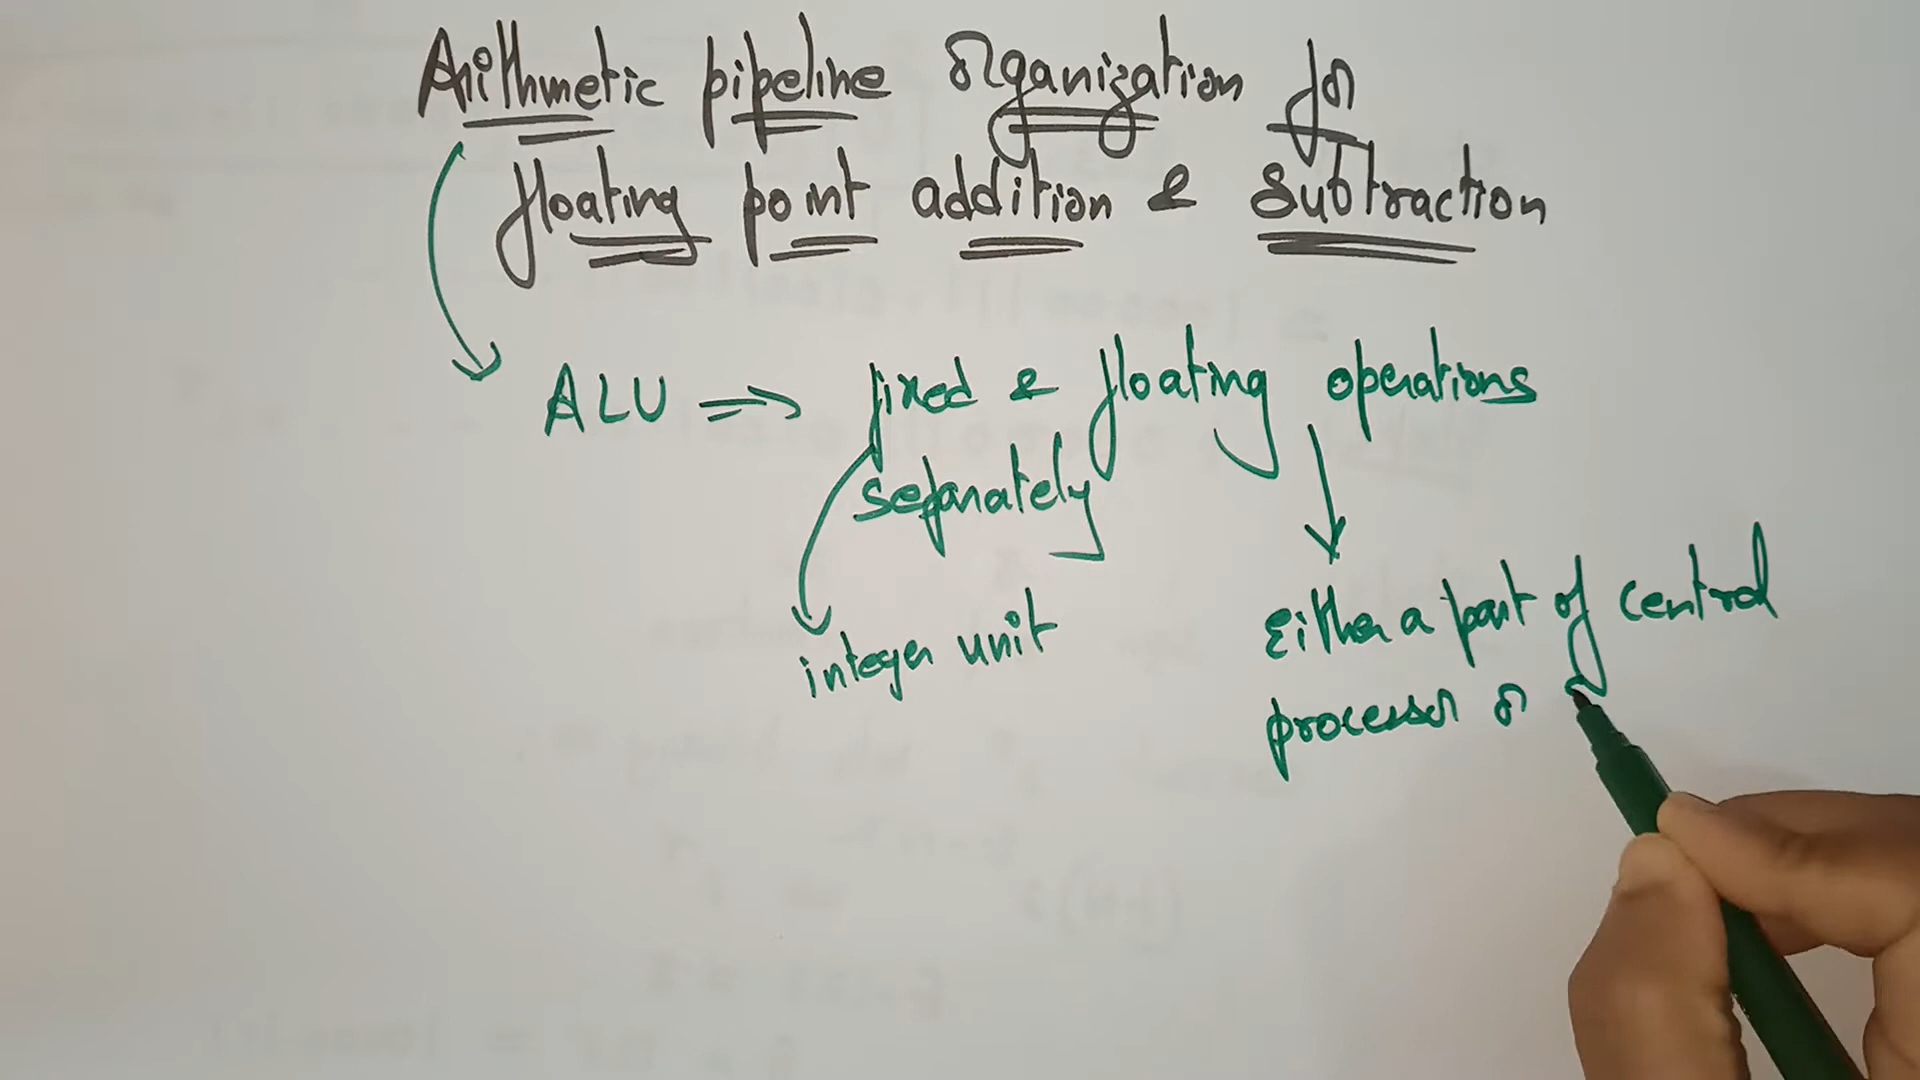 Arithmetic pipeline organization for
floating point addition & subtraction
ALU => fixed & floating operations
separately
integer unit
Either a part of central
processor or